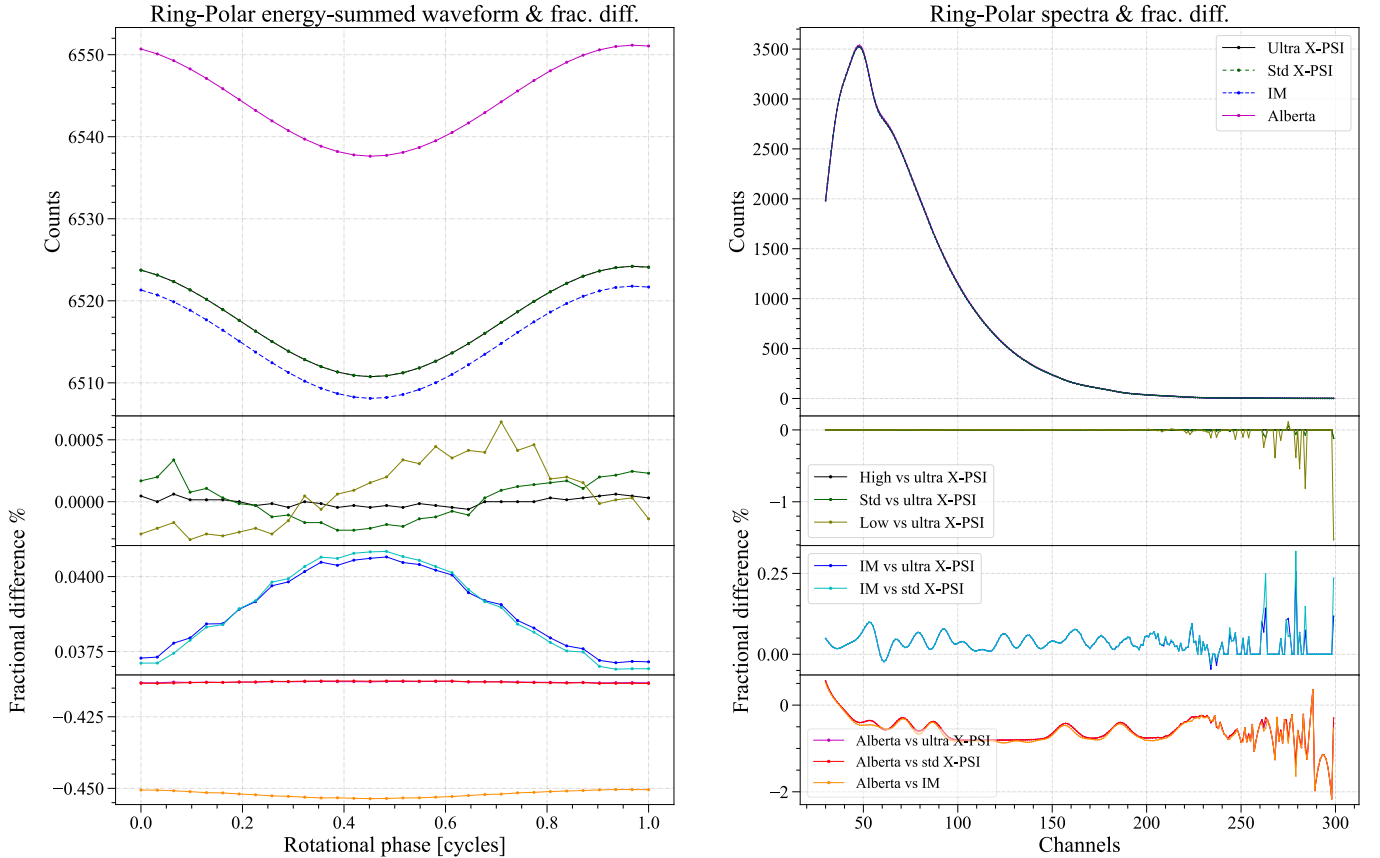 Ring-Polar energy-summed waveform & frac. diff.
6550
6540
6530
6520
6510
Counts
0.0005
0.0000
0.0400
0.0375
−0.425
−0.450
Fractional difference %
0.0
0.2
0.4
0.6
0.8
1.0
Rotational phase [cycles]
Ring-Polar spectra & frac. diff.
3500
3000
2500
2000
1500
1000
500
0
Counts
Ultra X-PSI
Std X-PSI
IM
Alberta
0
−1
High vs ultra X-PSI
Std vs ultra X-PSI
Low vs ultra X-PSI
0.25
0.00
IM vs ultra X-PSI
IM vs std X-PSI
0
−2
Alberta vs ultra X-PSI
Alberta vs std X-PSI
Alberta vs IM
Fractional difference %
50
100
150
200
250
300
Channels